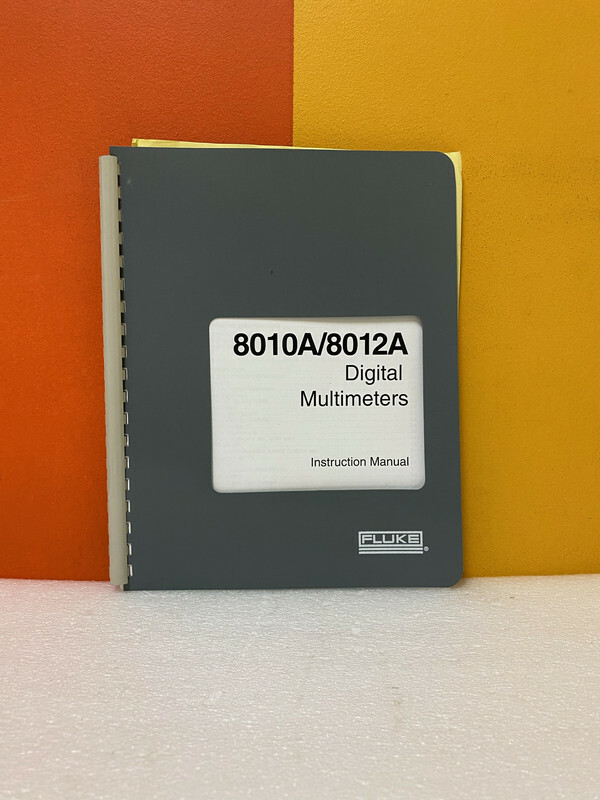 8010A/8012A
Digital
Multimeters
Instruction Manual
FLUKE®